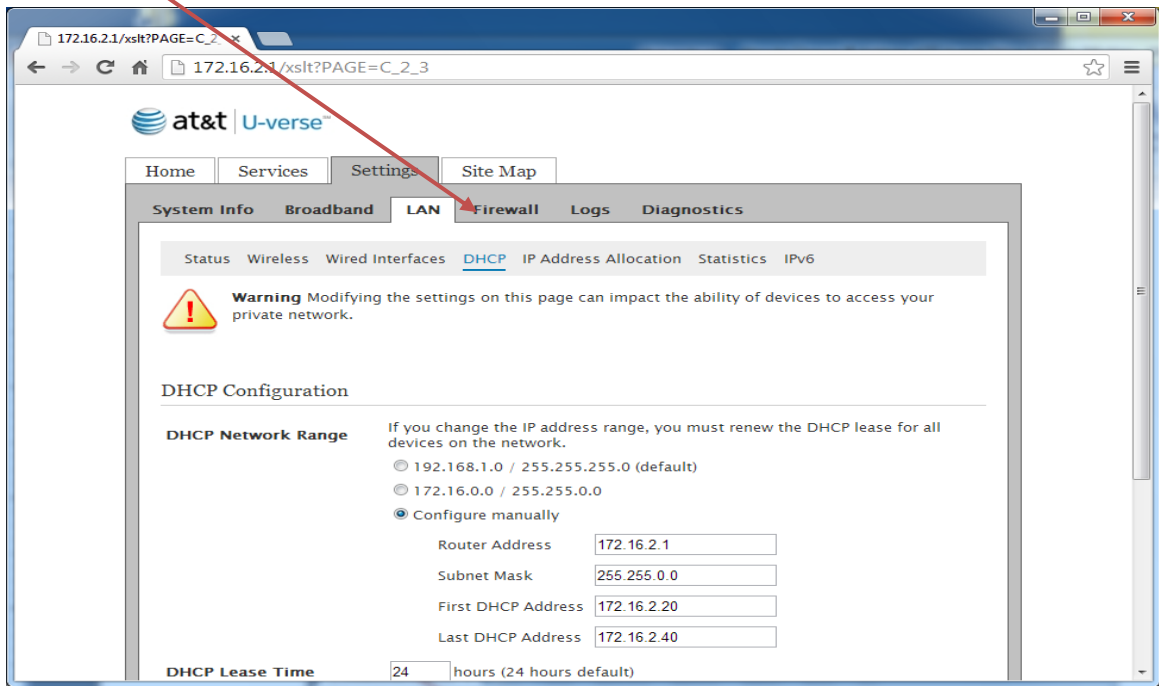 172.16.2.1/xslt?PAGE=C_2_
172.16.2.1/xslt?PAGE=C_2_3
at&t U-verse℠
Home Services Settings Site Map
System Info Broadband LAN Firewall Logs Diagnostics
Status Wireless Wired Interfaces DHCP IP Address Allocation Statistics IPv6
Warning Modifying the settings on this page can impact the ability of devices to access your
private network.
DHCP Configuration
DHCP Network Range
If you change the IP address range, you must renew the DHCP lease for all
devices on the network.
192.168.1.0 / 255.255.255.0 (default)
172.16.0.0 / 255.255.0.0
Configure manually
Router Address 172.16.2.1
Subnet Mask 255.255.0.0
First DHCP Address 172.16.2.20
Last DHCP Address 172.16.2.40
DHCP Lease Time 24 hours (24 hours default)